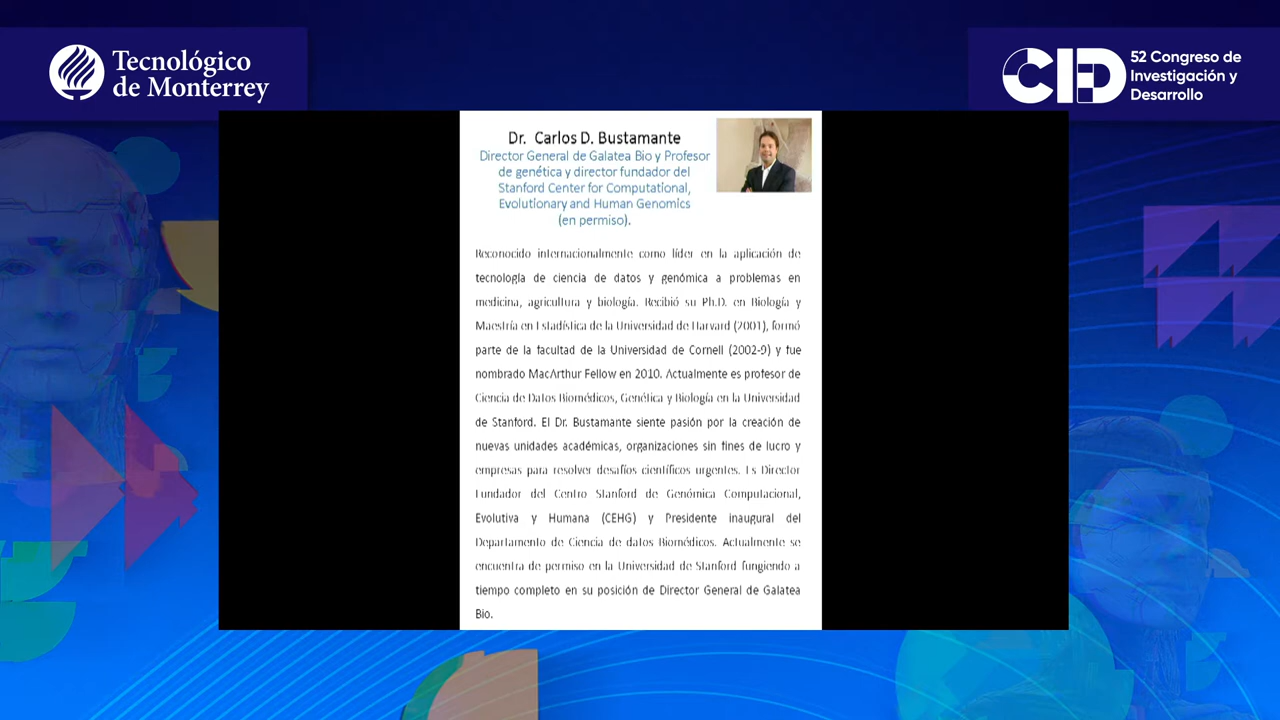 Tecnológico
de Monterrey
CID
52 Congreso de
Investigación y
Desarrollo
Dr. Carlos D. Bustamante
Director General de Galatea Bio y Profesor
de genética y director fundador del
Stanford Center for Computational,
Evolutionary and Human Genomics
(en permiso).
Reconocido internacionalmente como líder en la aplicación de
tecnología de ciencia de datos y genómica a problemas en
medicina, agricultura y biología. Recibió su Ph.D. en Biología y
Maestría en Estadística de la Universidad de Harvard (2001), formó
parte de la facultad de la Universidad de Cornell (2002-9) y fue
nombrado MacArthur Fellow en 2010. Actualmente es profesor de
Ciencia de Datos Biomédicos, Genética y Biología en la Universidad
de Stanford. El Dr. Bustamante siente pasión por la creación de
nuevas unidades académicas, organizaciones sin fines de lucro y
empresas para resolver desafíos científicos urgentes. Es Director
Fundador del Centro Stanford de Genómica Computacional,
Evolutiva y Humana (CEHG) y Presidente inaugural del
Departamento de Ciencia de datos Biomédicos. Actualmente se
encuentra de permiso en la Universidad de Stanford fungiendo a
tiempo completo en su posición de Director General de Galatea
Bio.